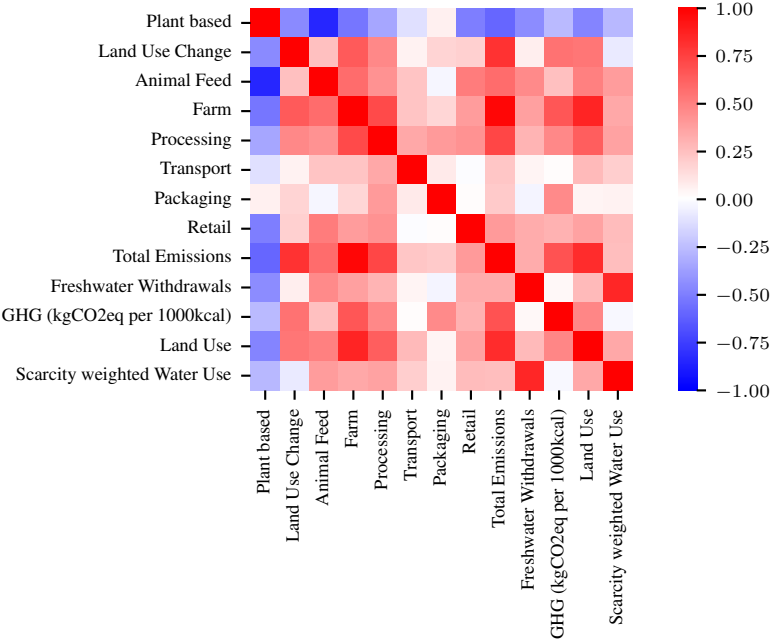 Plant based
Land Use Change
Animal Feed
Farm
Processing
Transport
Packaging
Retail
Total Emissions
Freshwater Withdrawals
GHG (kgCO2eq per 1000kcal)
Land Use
Scarcity weighted Water Use
Plant based
Land Use Change
Animal Feed
Farm
Processing
Transport
Packaging
Retail
Total Emissions
Freshwater Withdrawals
GHG (kgCO2eq per 1000kcal)
Land Use
Scarcity weighted Water Use
1.00
0.75
0.50
0.25
0.00
−0.25
−0.50
−0.75
−1.00